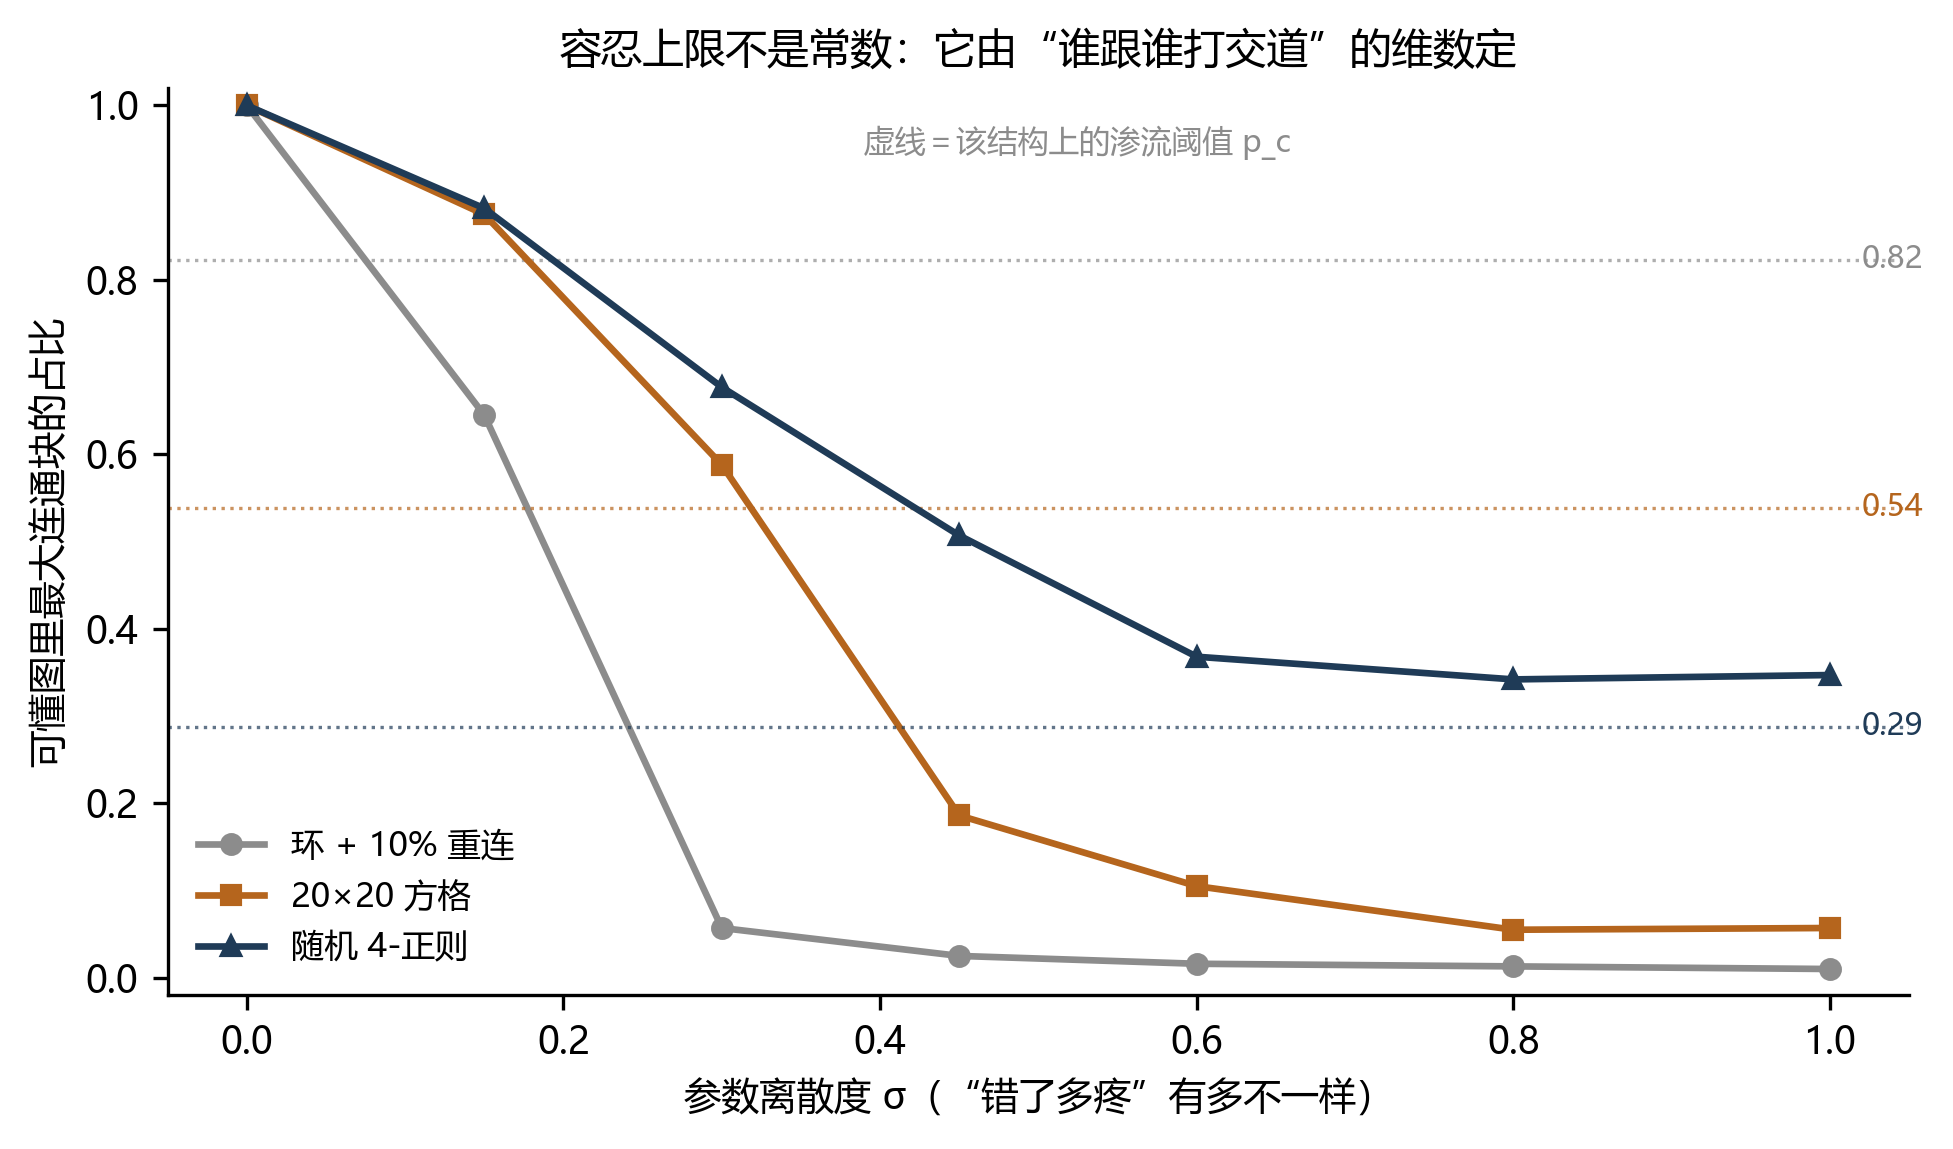 容忍上限不是常数：它由“谁跟谁打交道”的维数定
虚线 = 该结构上的渗流阈值 p_c
可懂图里最大连通块的占比
1.0
0.8
0.6
0.4
0.2
0.0
0.82
0.54
0.29
环 + 10% 重连
20×20 方格
随机 4-正则
0.0
0.2
0.4
0.6
0.8
1.0
参数离散度 σ（“错了多疼”有多不一样）